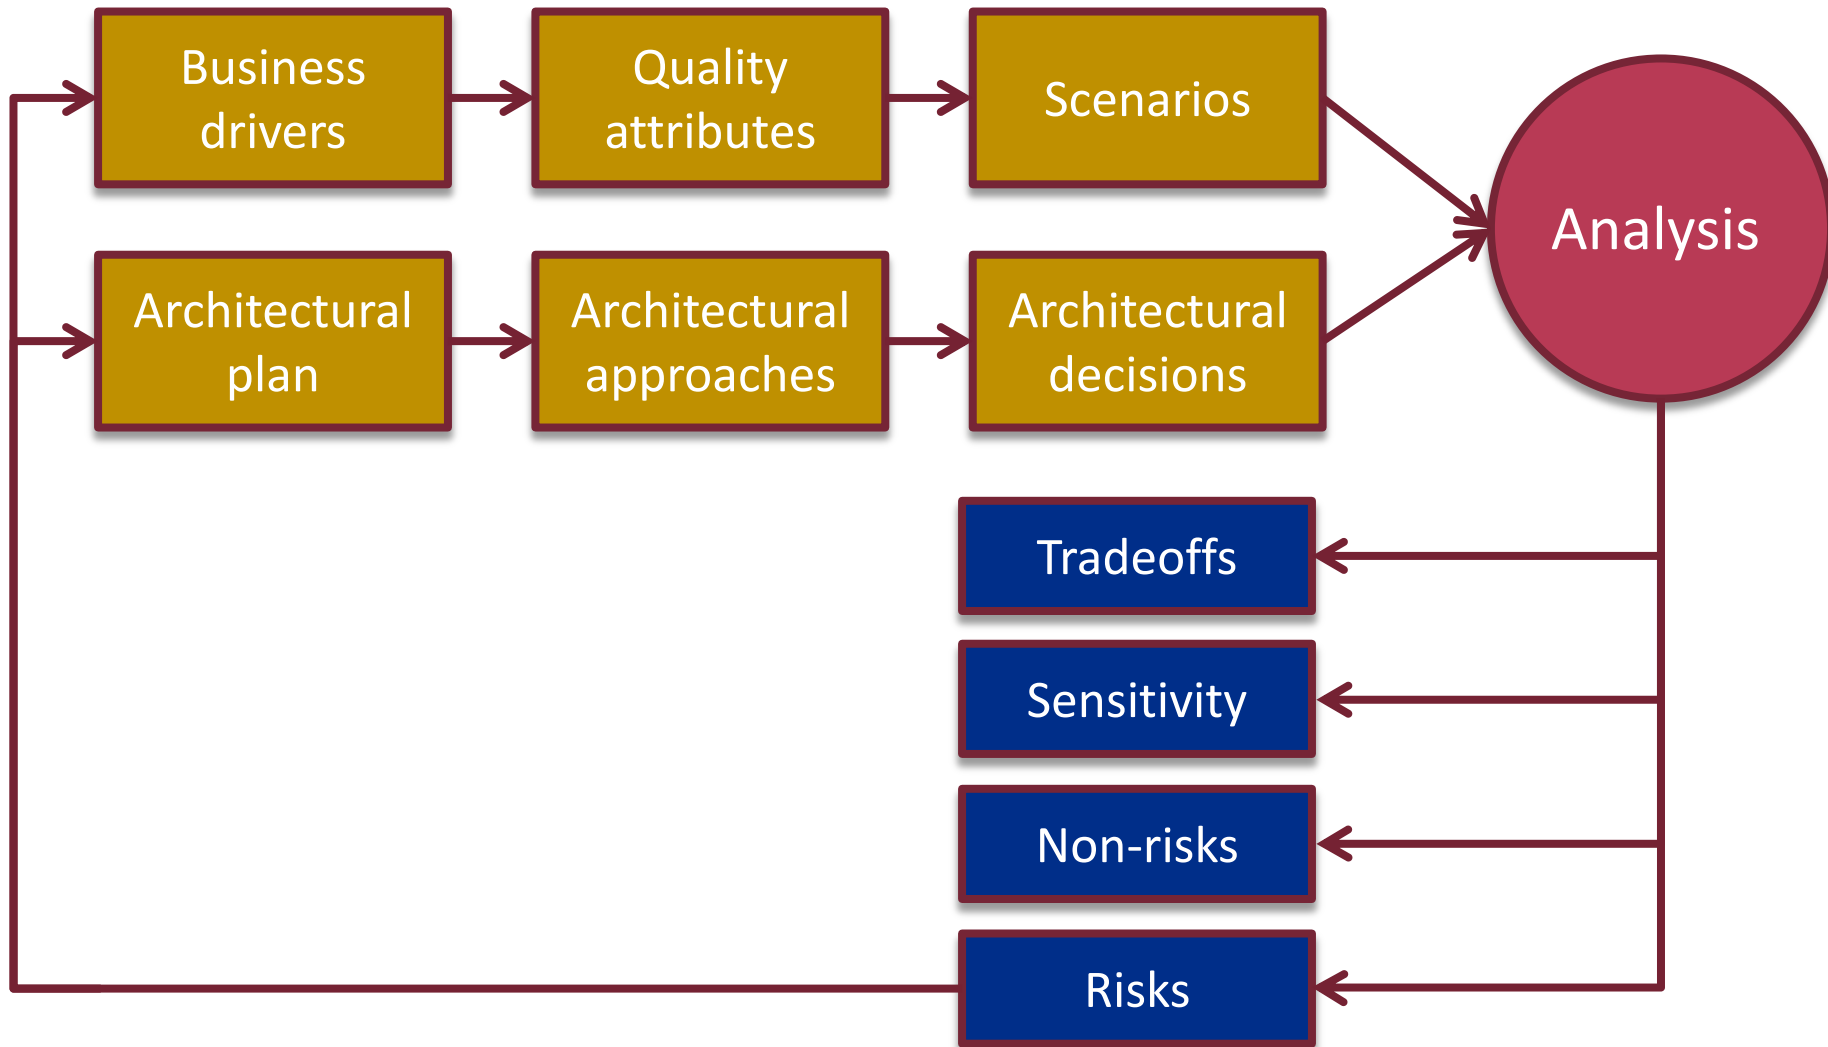 Business
drivers
Quality
attributes
Scenarios
Analysis
Architectural
plan
Architectural
approaches
Architectural
decisions
Tradeoffs
Sensitivity
Non-risks
Risks